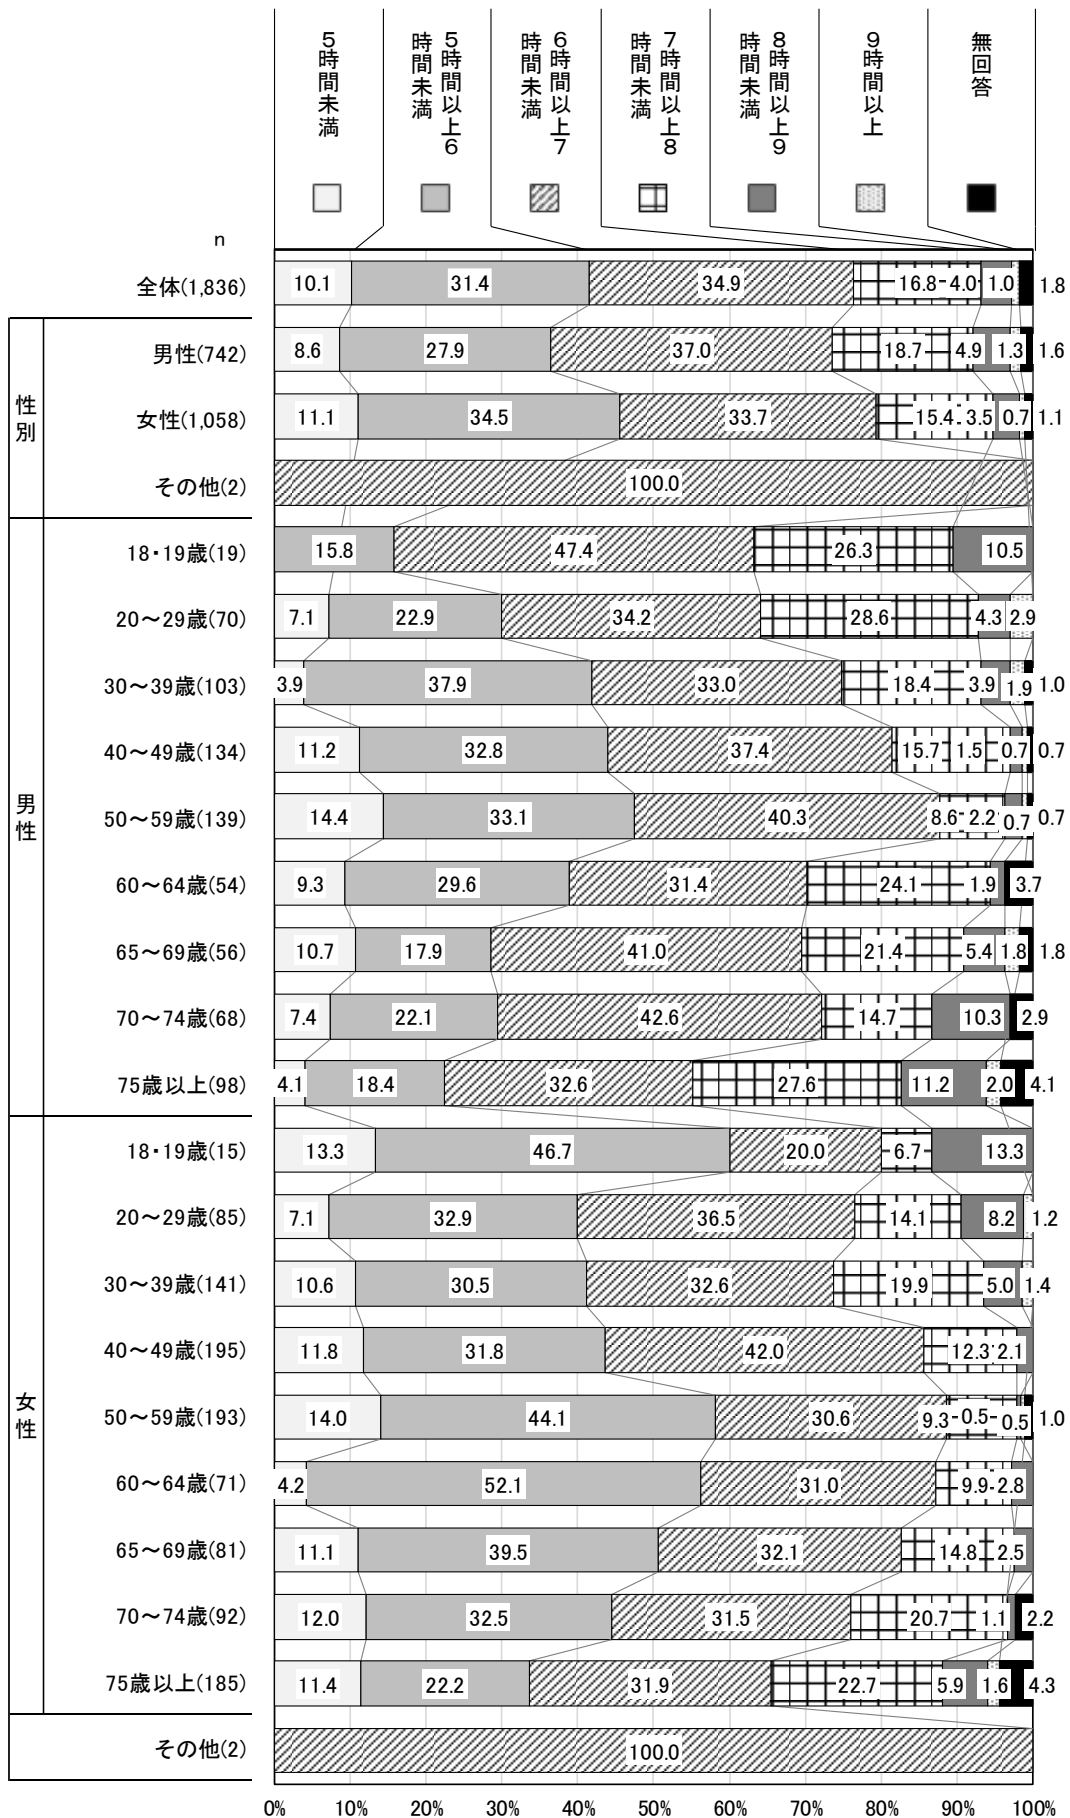 5時間未満
5時間以上6
時間未満
6時間以上7
時間未満
7時間以上8
時間未満
8時間以上9
時間未満
9時間以上
無回答
n
全体(1,836) 10.1 31.4 34.9 16.8 4.0 1.0 1.8
性別
男性(742) 8.6 27.9 37.0 18.7 4.9 1.3 1.6
女性(1,058) 11.1 34.5 33.7 15.4 3.5 0.7 1.1
その他(2) 100.0
男性
18・19歳(19) 15.8 47.4 26.3 10.5
20～29歳(70) 7.1 22.9 34.2 28.6 4.3 2.9
30～39歳(103) 3.9 37.9 33.0 18.4 3.9 1.9 1.0
40～49歳(134) 11.2 32.8 37.4 15.7 1.5 0.7 0.7
50～59歳(139) 14.4 33.1 40.3 8.6 2.2 0.7 0.7
60～64歳(54) 9.3 29.6 31.4 24.1 1.9 3.7
65～69歳(56) 10.7 17.9 41.0 21.4 5.4 1.8 1.8
70～74歳(68) 7.4 22.1 42.6 14.7 10.3 2.9
75歳以上(98) 4.1 18.4 32.6 27.6 11.2 2.0 4.1
女性
18・19歳(15) 13.3 46.7 20.0 6.7 13.3
20～29歳(85) 7.1 32.9 36.5 14.1 8.2 1.2
30～39歳(141) 10.6 30.5 32.6 19.9 5.0 1.4
40～49歳(195) 11.8 31.8 42.0 12.3 2.1
50～59歳(193) 14.0 44.1 30.6 9.3 0.5 0.5 1.0
60～64歳(71) 4.2 52.1 31.0 9.9 2.8
65～69歳(81) 11.1 39.5 32.1 14.8 2.5
70～74歳(92) 12.0 32.5 31.5 20.7 1.1 2.2
75歳以上(185) 11.4 22.2 31.9 22.7 5.9 1.6 4.3
その他(2) 100.0
0% 10% 20% 30% 40% 50% 60% 70% 80% 90% 100%